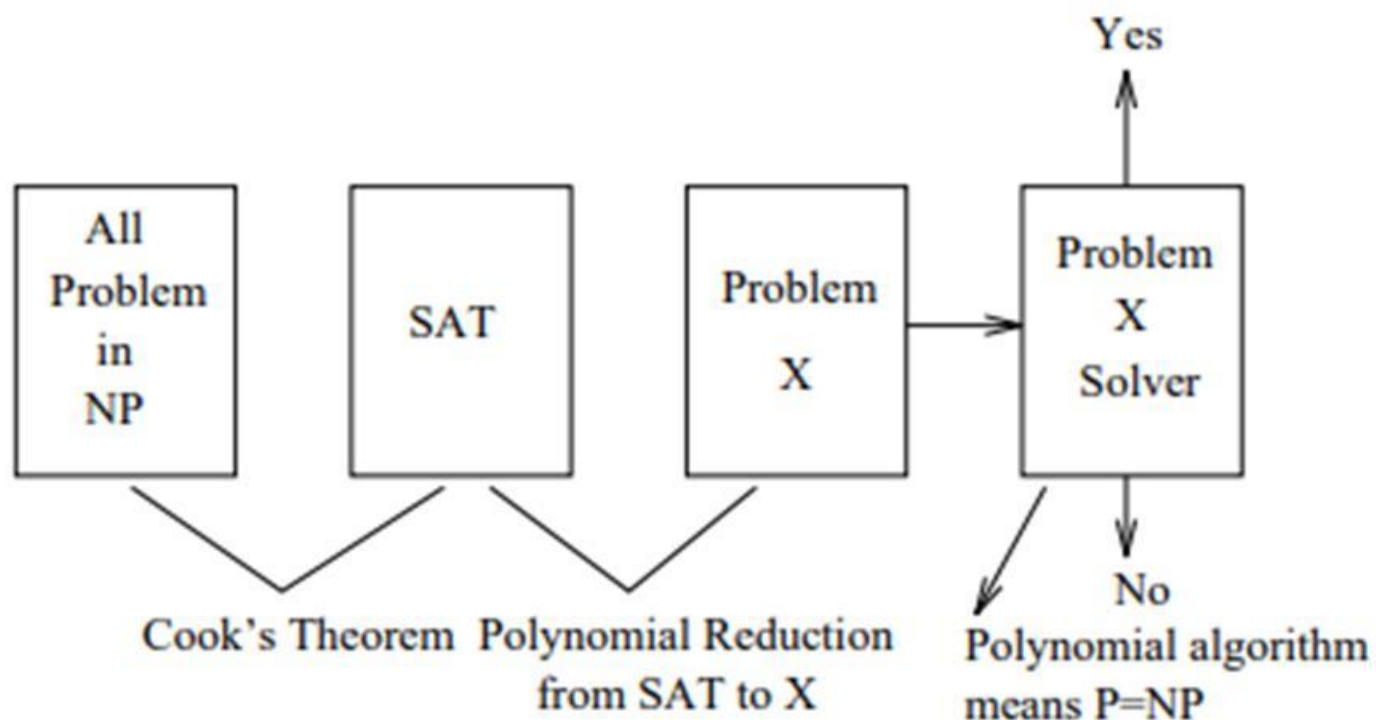 Yes
All
Problem
in
NP
SAT
Problem
X
Problem
X
Solver
No
Cook's Theorem
Polynomial Reduction
from SAT to X
Polynomial algorithm
means P=NP